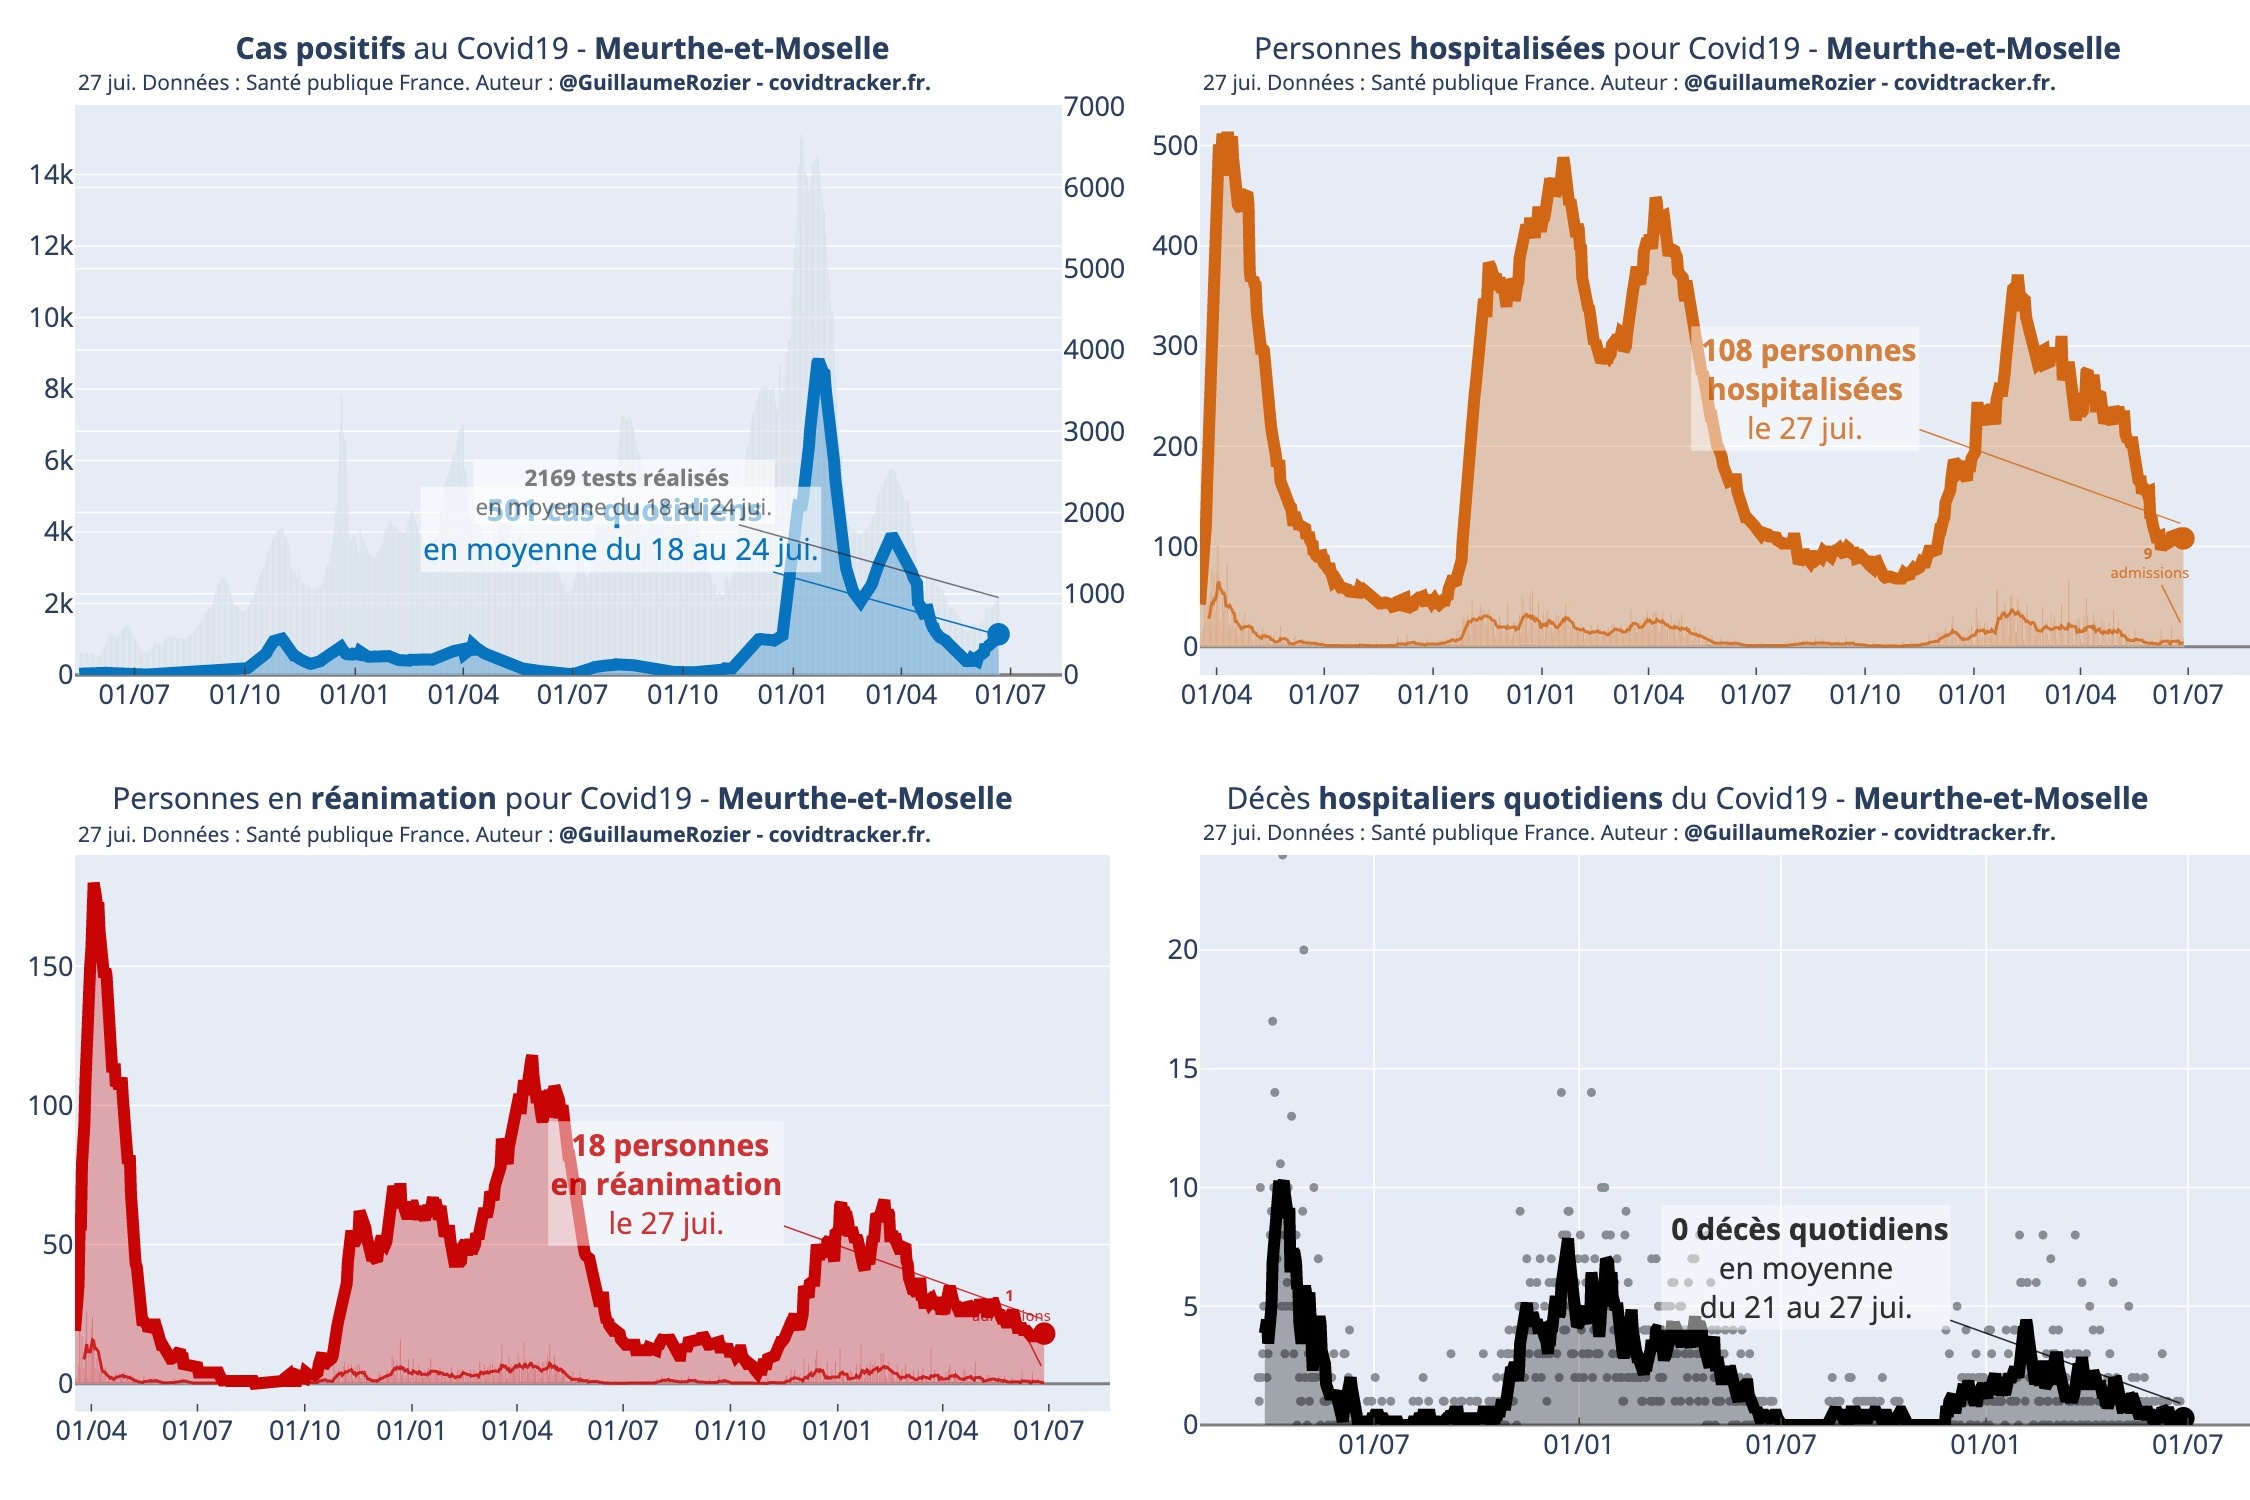 Cas positifs au Covid19 - Meurthe-et-Moselle
27 jui. Données : Santé publique France. Auteur : @GuillaumeRozier - covidtracker.fr.
14k
12k
10k
8k
6k
4k
2k
0
7000
6000
5000
4000
3000
2000
1000
0
2169 tests réalisés
en moyenne du 18 au 24 jui.
501 cas quotidiens
en moyenne du 18 au 24 jui.
01/07 01/10 01/01 01/04 01/07 01/10 01/01 01/04 01/07
Personnes hospitalisées pour Covid19 - Meurthe-et-Moselle
27 jui. Données : Santé publique France. Auteur : @GuillaumeRozier - covidtracker.fr.
500
400
300
200
100
0
108 personnes
hospitalisées
le 27 jui.
9
admissions
01/04 01/07 01/10 01/01 01/04 01/07 01/10 01/01 01/04 01/07
Personnes en réanimation pour Covid19 - Meurthe-et-Moselle
27 jui. Données : Santé publique France. Auteur : @GuillaumeRozier - covidtracker.fr.
150
100
50
0
18 personnes
en réanimation
le 27 jui.
1
admissions
01/04 01/07 01/10 01/01 01/04 01/07 01/10 01/01 01/04 01/07
Décès hospitaliers quotidiens du Covid19 - Meurthe-et-Moselle
27 jui. Données : Santé publique France. Auteur : @GuillaumeRozier - covidtracker.fr.
20
15
10
5
0
0 décès quotidiens
en moyenne
du 21 au 27 jui.
01/07 01/01 01/07 01/01 01/07